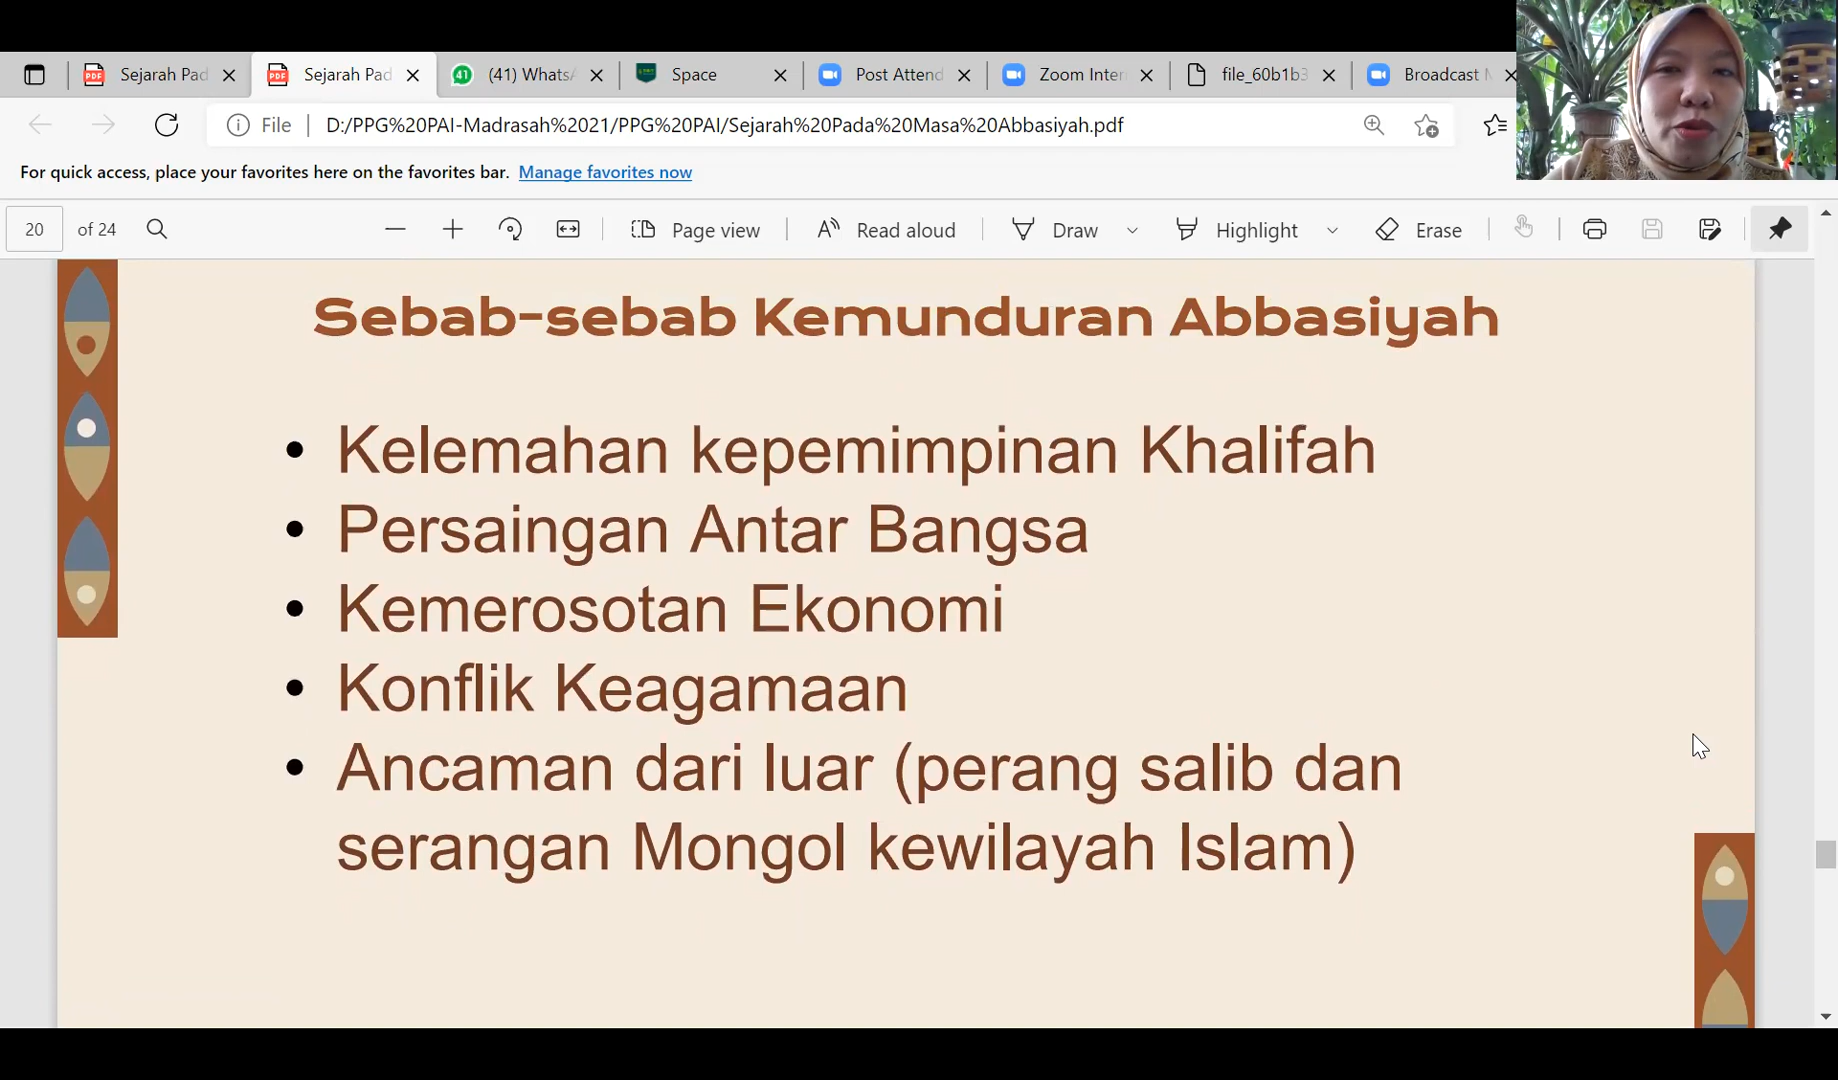 Sejarah Pad
Sejarah Pad
41
(41) WhatsA
Space
Post Attend
Zoom Inter
file_60b1b3
Broadcast M
File
D:/PPG%20PAI-Madrasah%2021/PPG%20PAI/Sejarah%20Pada%20Masa%20Abbasiyah.pdf
For quick access, place your favorites here on the favorites bar. Manage favorites now
20 of 24
Page view
Read aloud
Draw
Highlight
Erase
Sebab-sebab Kemunduran Abbasiyah
• Kelemahan kepemimpinan Khalifah
• Persaingan Antar Bangsa
• Kemerosotan Ekonomi
• Konflik Keagamaan
• Ancaman dari luar (perang salib dan
serangan Mongol kewilayah Islam)